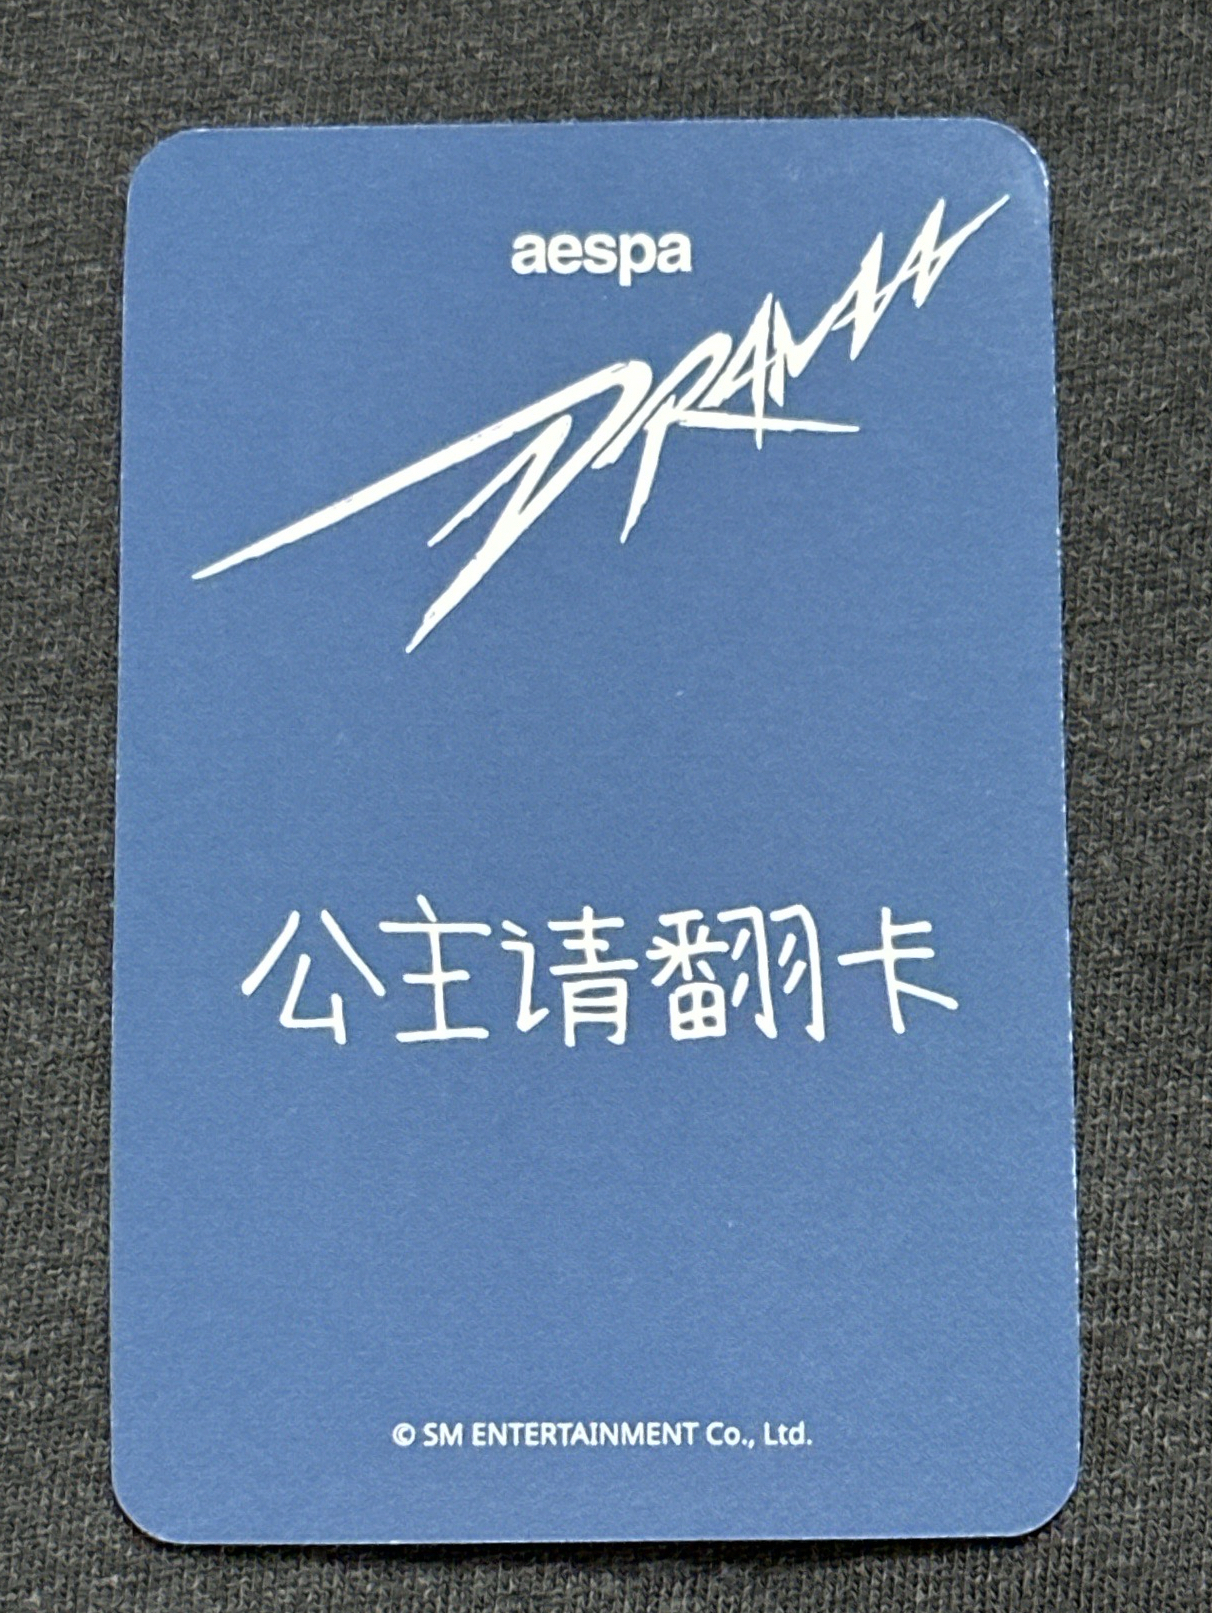 aespa
DRAMA
公主请翻卡
© SM ENTERTAINMENT Co., Ltd.